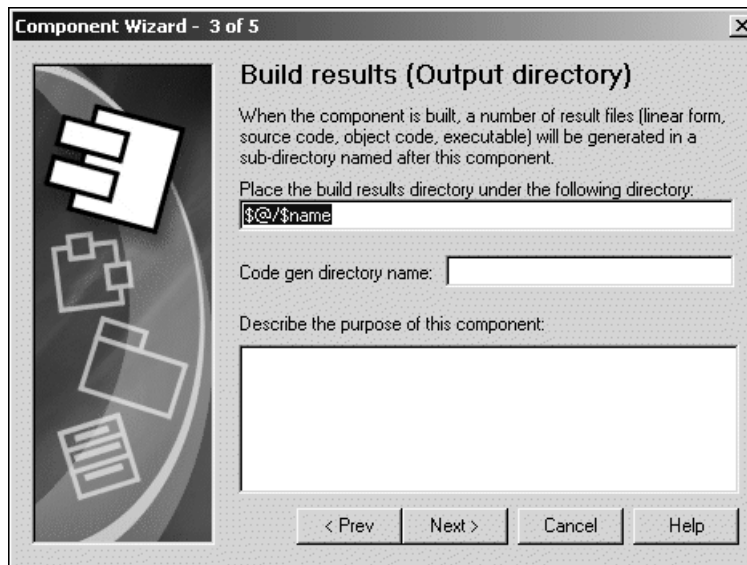 Component Wizard - 3 of 5
Build results (Output directory)
When the component is built, a number of result files (linear form,
source code, object code, executable) will be generated in a
sub-directory named after this component.
Place the build results directory under the following directory:
$@/$name
Code gen directory name:
Describe the purpose of this component:
< Prev Next > Cancel Help